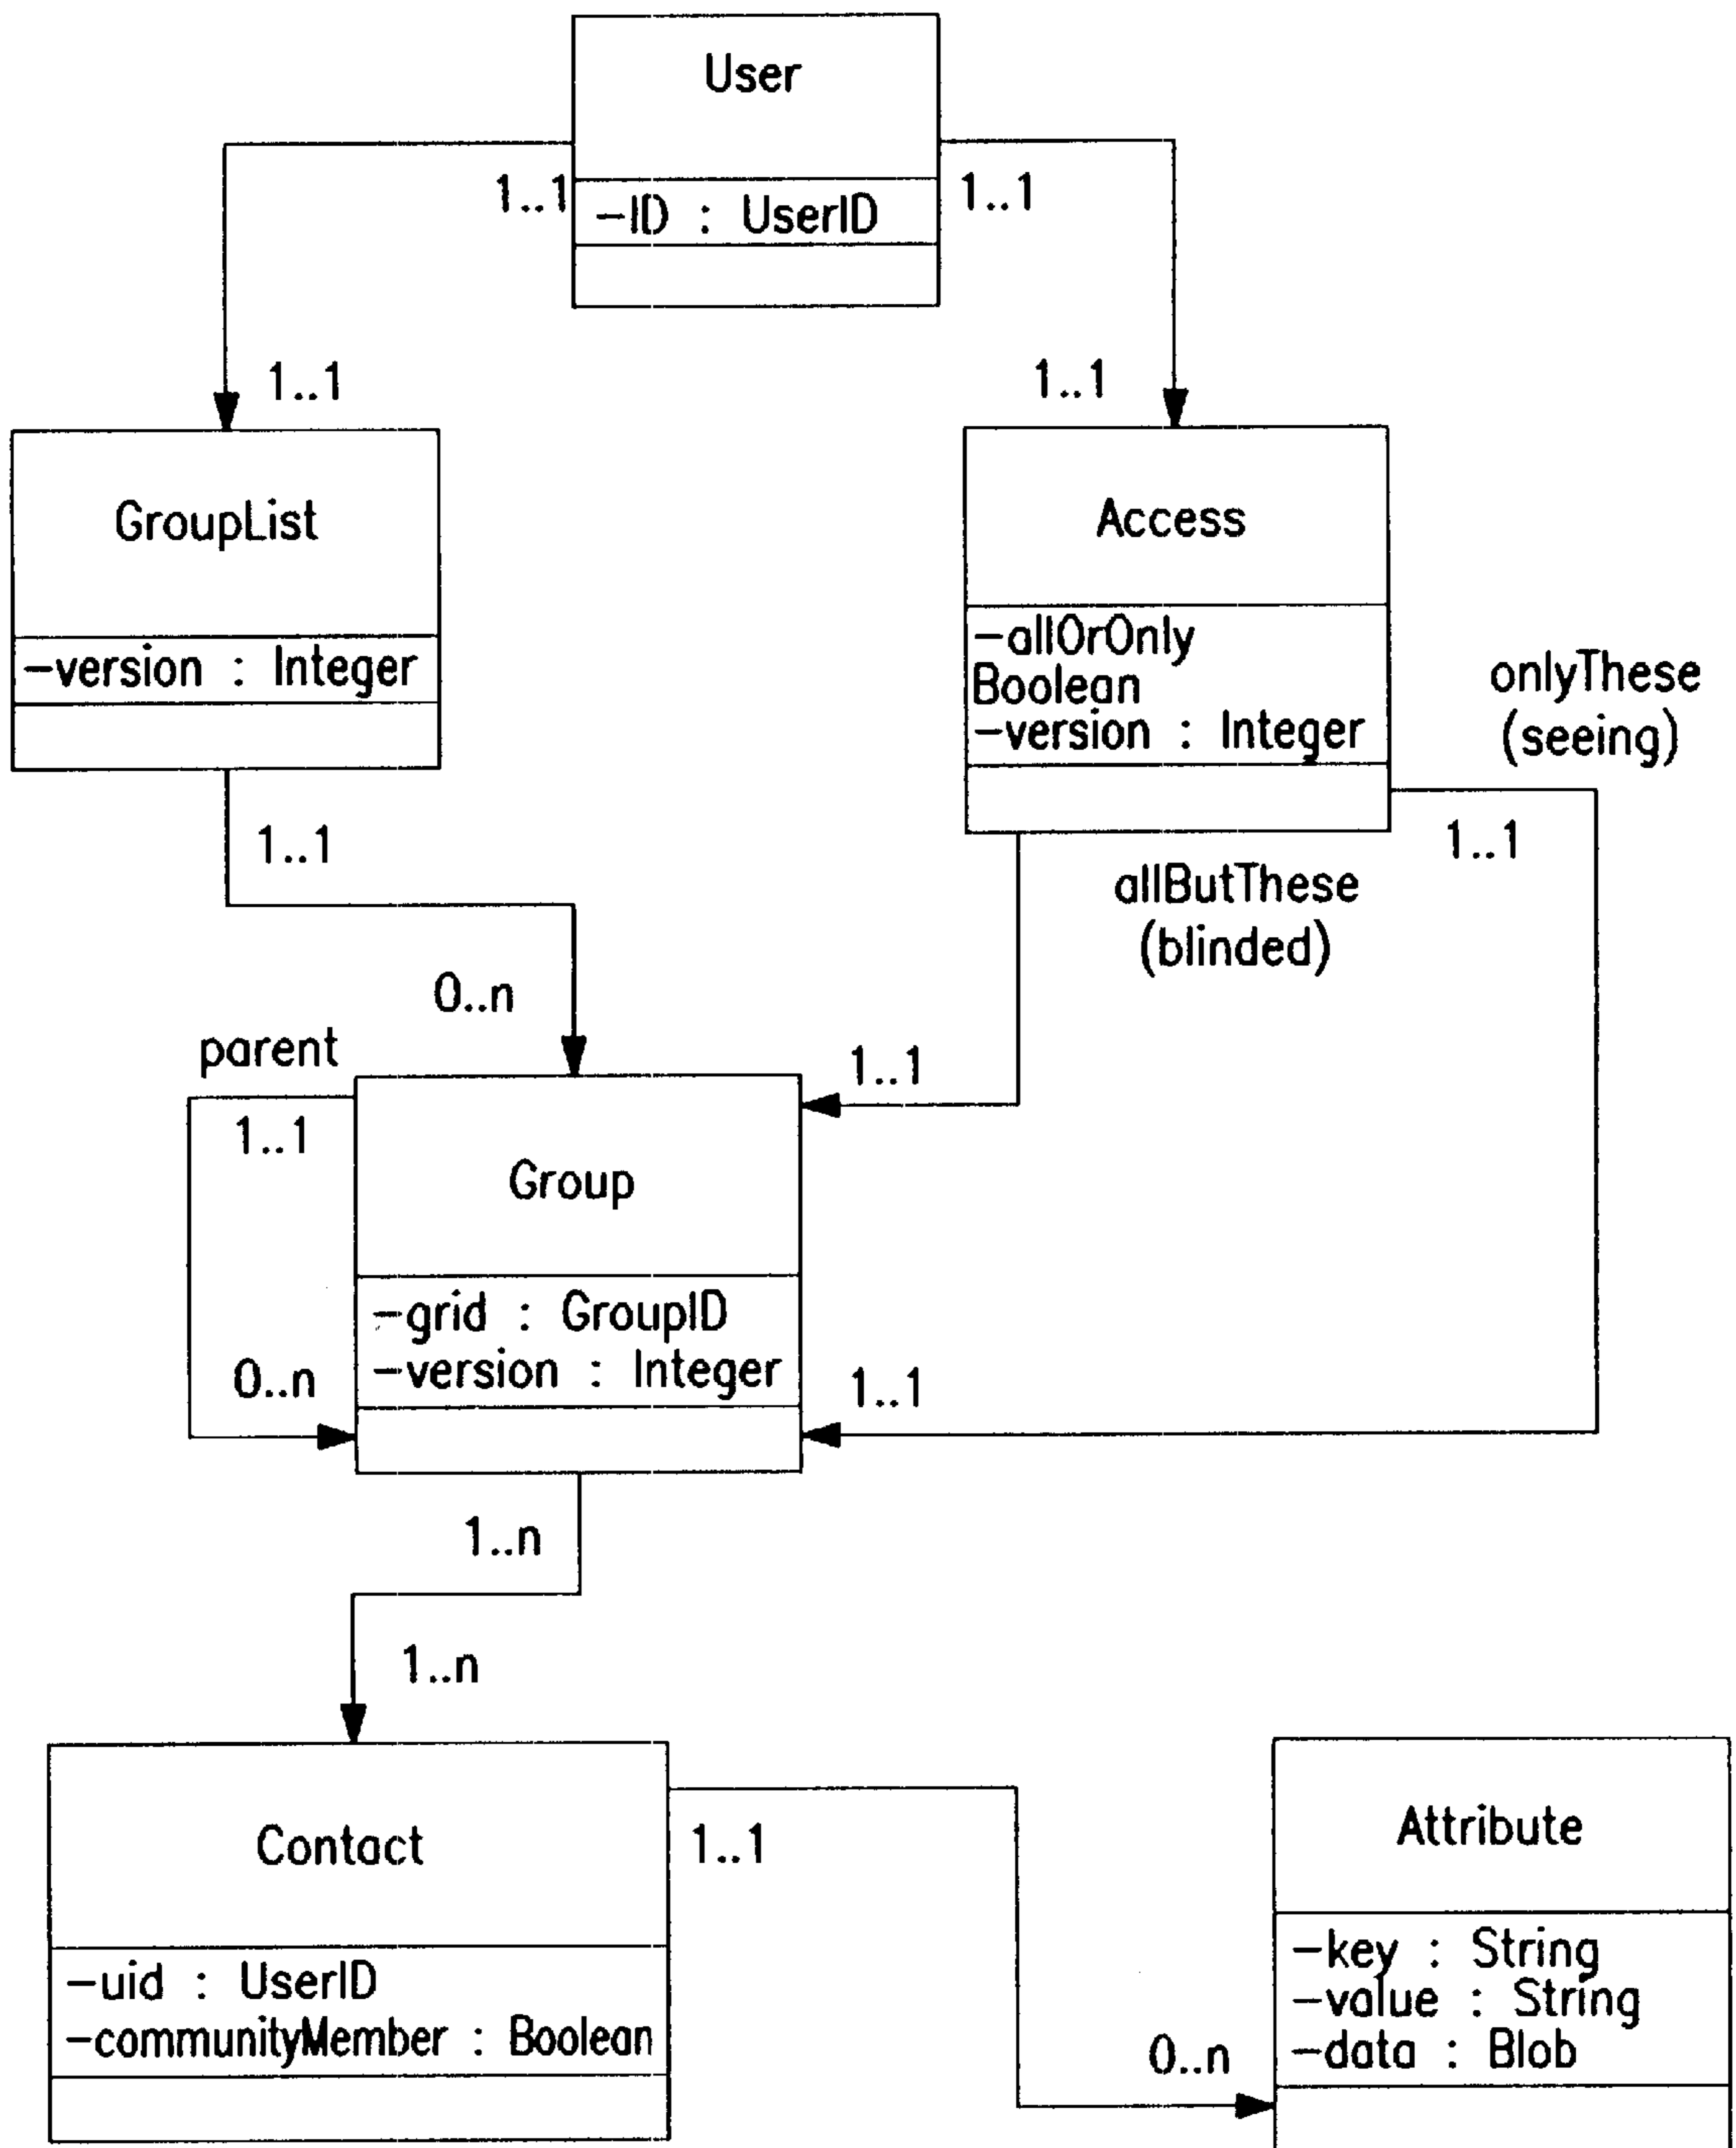 User
1..1
-ID : UserID
1..1
1..1
1..1
GroupList
-version : Integer
Access
-allOrOnly
Boolean
-version : Integer
onlyThese
(seeing)
1..1
1..1
allButThese
(blinded)
0..n
parent
1..1
1..1
Group
-grid : GroupID
-version : Integer
0..n
1..1
1..n
1..n
Contact
-uid : UserID
-communityMember : Boolean
1..1
Attribute
-key : String
-value : String
-data : Blob
0..n